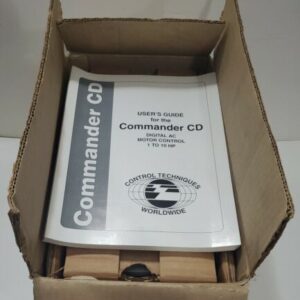 Commander CD
USER'S GUIDE
for the
Commander CD
DIGITAL AC
MOTOR CONTROL
1 TO 10 HP
CONTROL TECHNIQUES
WORLDWIDE